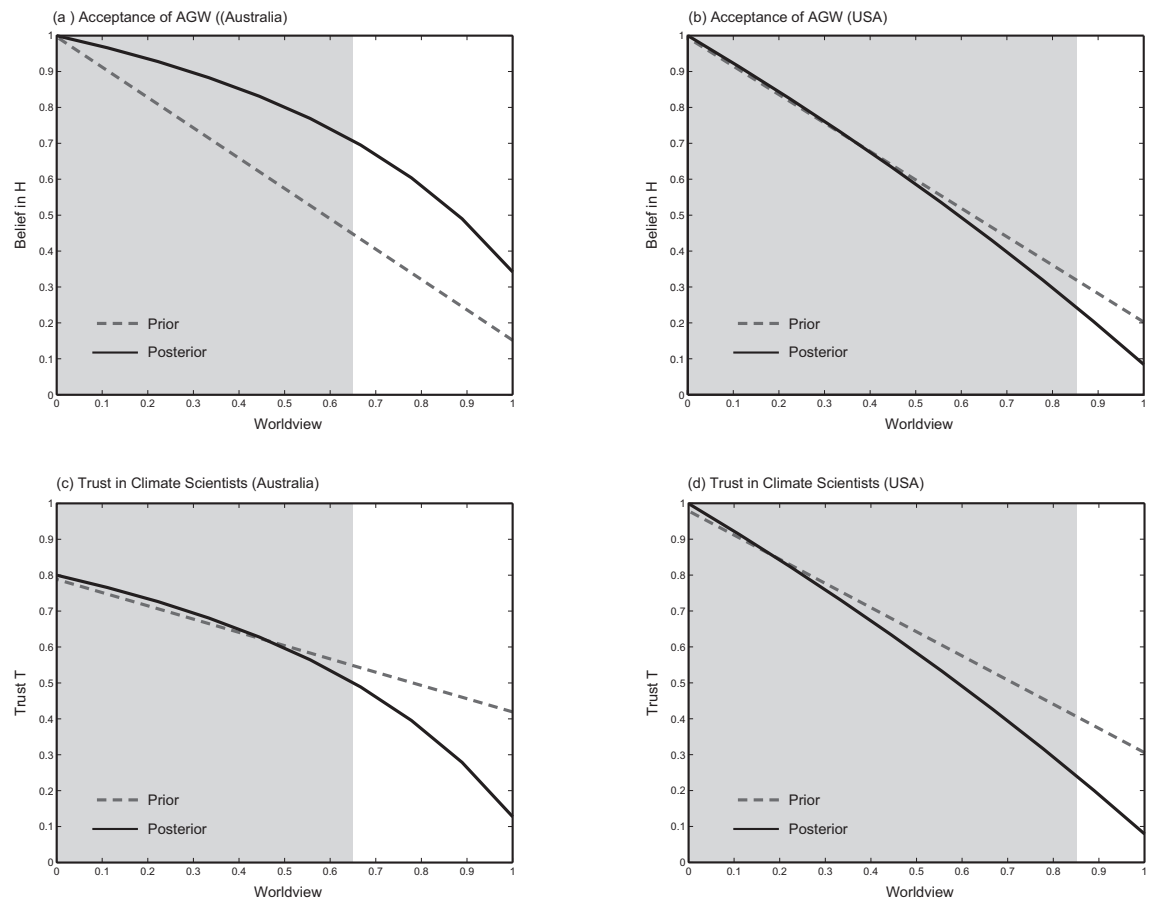 (a ) Acceptance of AGW ((Australia)
1
0.9
0.8
0.7
0.6
0.5
0.4
0.3
0.2
0.1
0
Belief in H
Prior
Posterior
0 0.1 0.2 0.3 0.4 0.5 0.6 0.7 0.8 0.9 1
Worldview
(b) Acceptance of AGW (USA)
1
0.9
0.8
0.7
0.6
0.5
0.4
0.3
0.2
0.1
0
Belief in H
Prior
Posterior
0 0.1 0.2 0.3 0.4 0.5 0.6 0.7 0.8 0.9 1
Worldview
(c) Trust in Climate Scientists (Australia)
1
0.9
0.8
0.7
0.6
0.5
0.4
0.3
0.2
0.1
0
Trust T
Prior
Posterior
0 0.1 0.2 0.3 0.4 0.5 0.6 0.7 0.8 0.9 1
Worldview
(d) Trust in Climate Scientists (USA)
1
0.9
0.8
0.7
0.6
0.5
0.4
0.3
0.2
0.1
0
Trust T
Prior
Posterior
0 0.1 0.2 0.3 0.4 0.5 0.6 0.7 0.8 0.9 1
Worldview